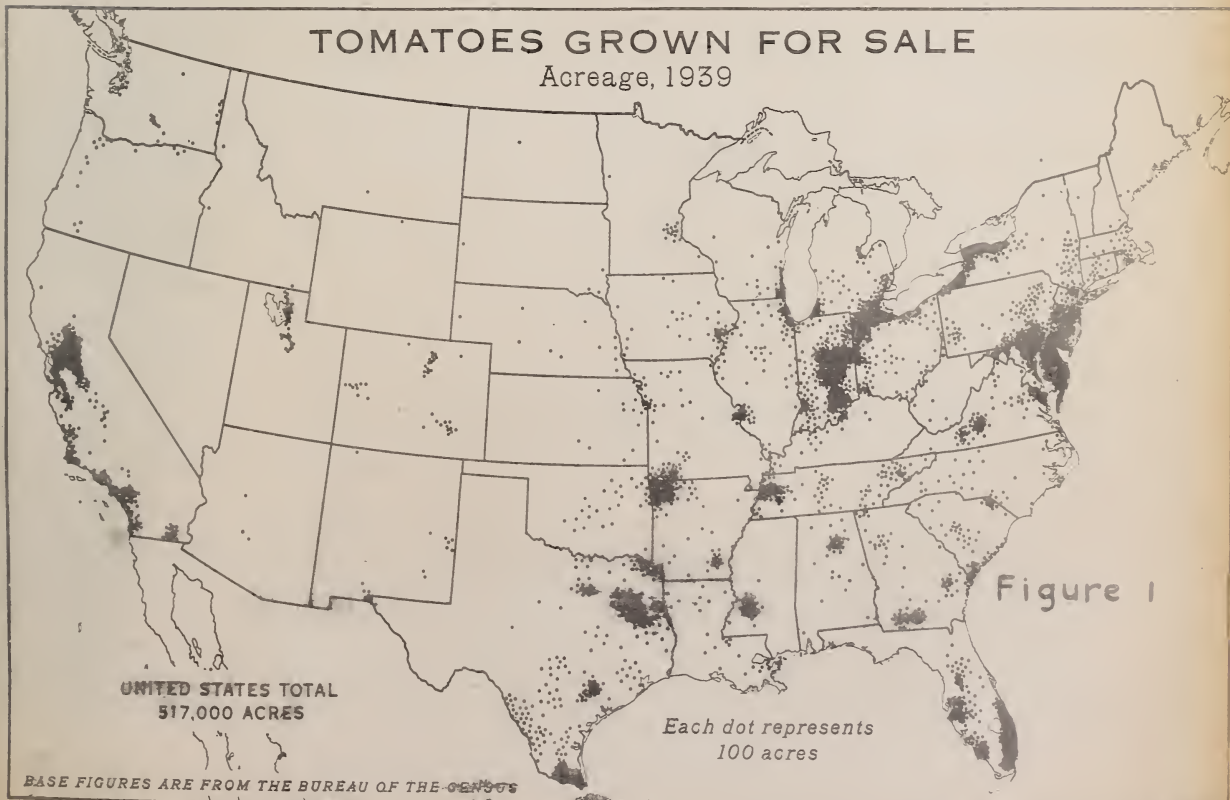 TOMATOES GROWN FOR SALE
Acreage, 1939
Figure 1
UNITED STATES TOTAL
517,000 ACRES
Each dot represents
100 acres
BASE FIGURES ARE FROM THE BUREAU OF THE CENSUS